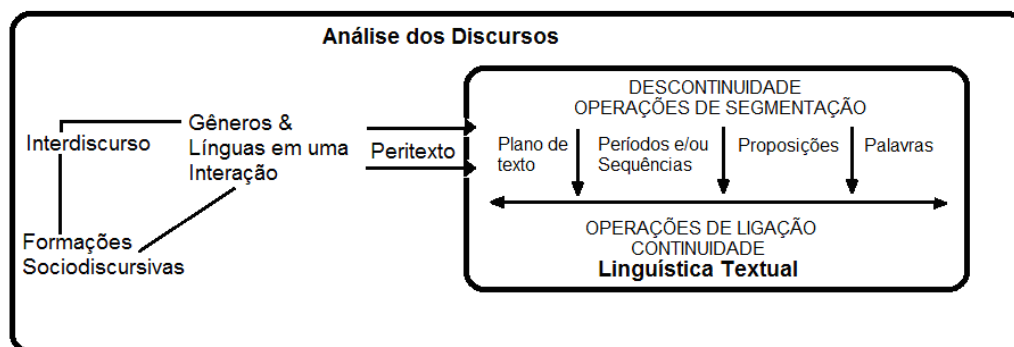 Análise dos Discursos
Interdiscurso
Gêneros &
Línguas em uma
Interação
Formações
Sociodiscursivas
Peritexto
DESCONTINUIDADE
OPERAÇÕES DE SEGMENTAÇÃO
Plano de
texto
Períodos e/ou
Sequências
Proposições
Palavras
OPERAÇÕES DE LIGAÇÃO
CONTINUIDADE
Linguística Textual